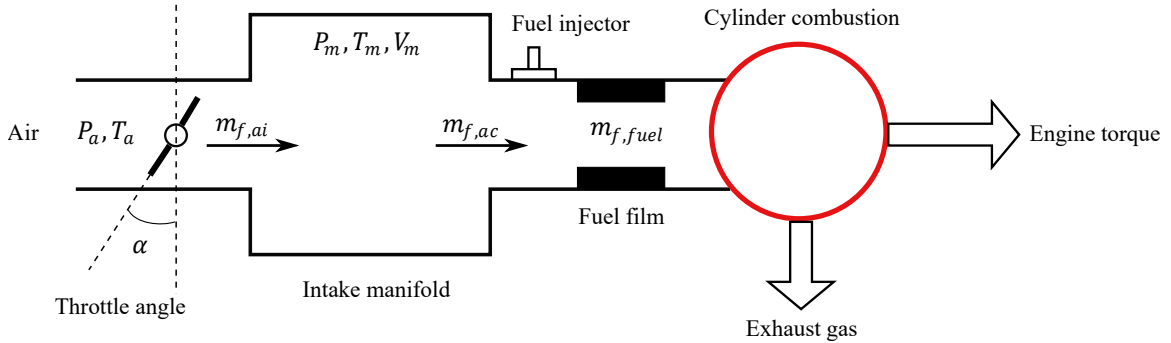 Cylinder combustion
Fuel injector
P_m, T_m, V_m
Air
P_a, T_a
m_{f,ai}
m_{f,ac}
m_{f,fuel}
Engine torque
Fuel film
α
Throttle angle
Intake manifold
Exhaust gas